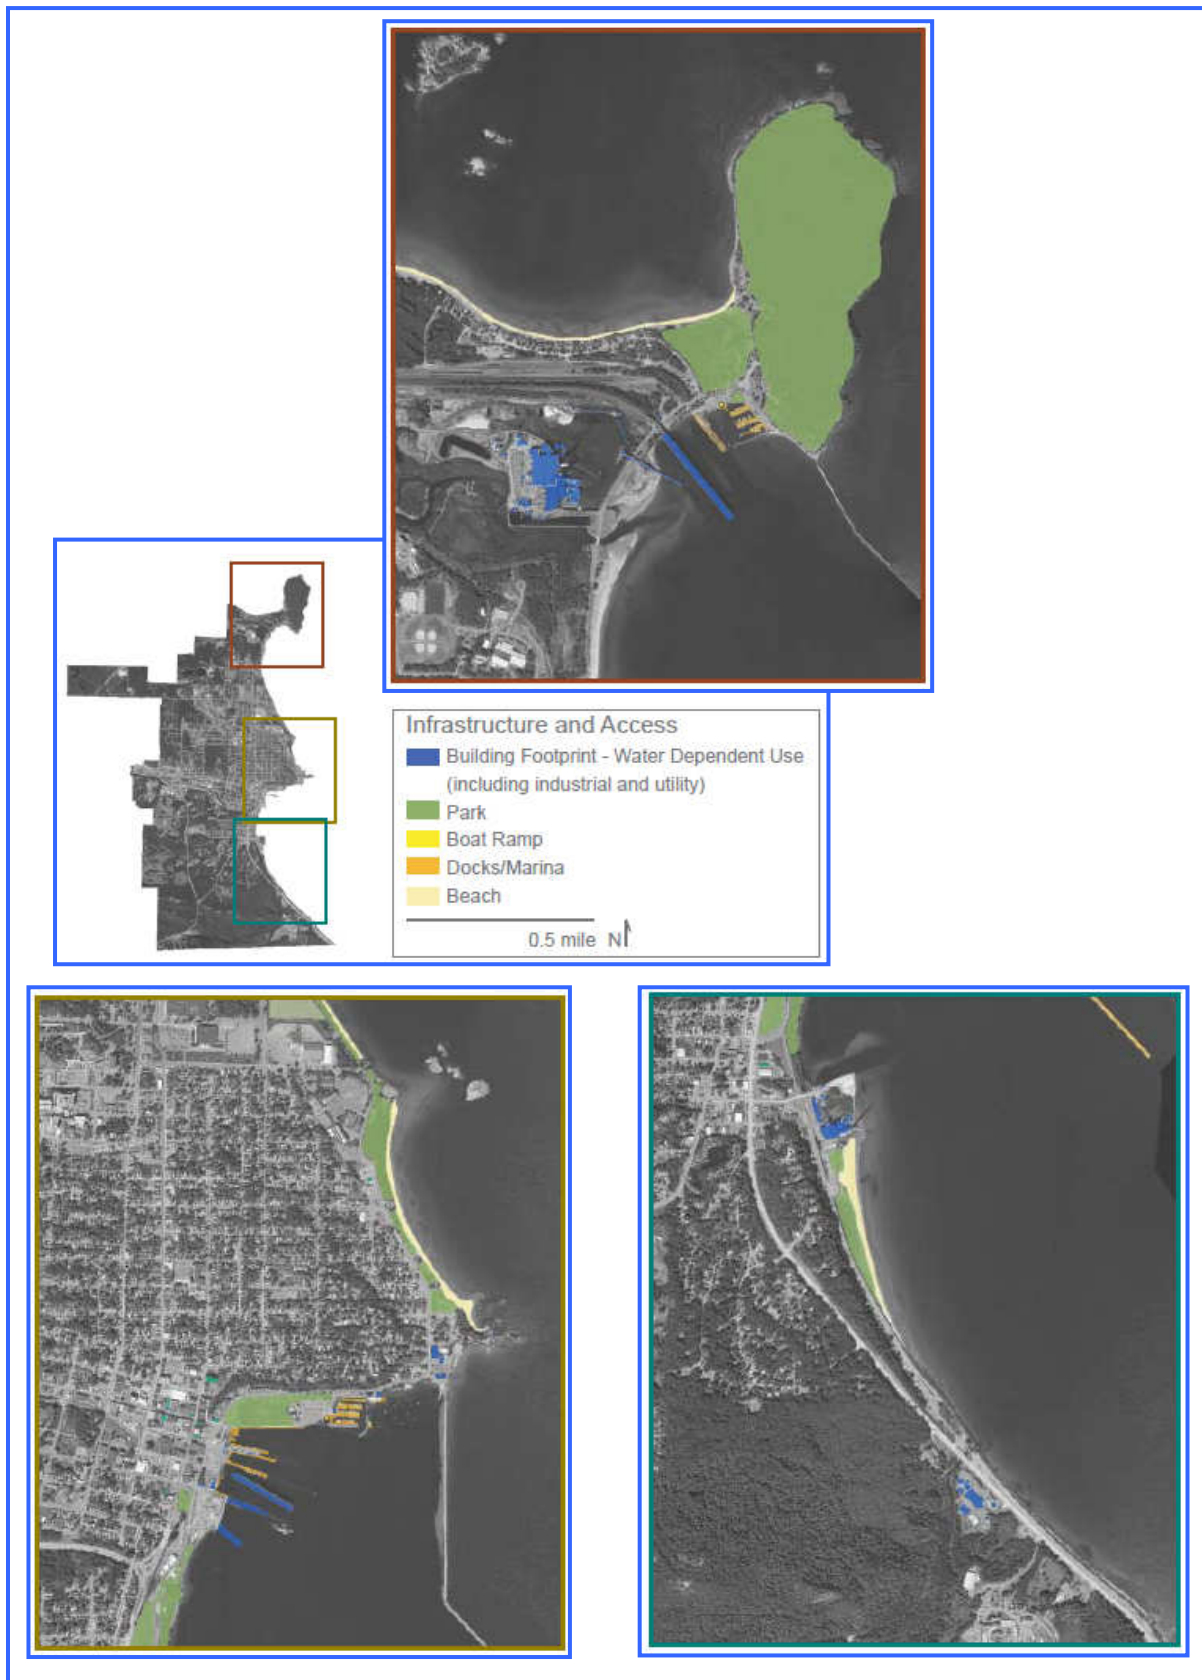 Infrastructure and Access
Building Footprint - Water Dependent Use
(including industrial and utility)
Park
Boat Ramp
Docks/Marina
Beach
0.5 mile N